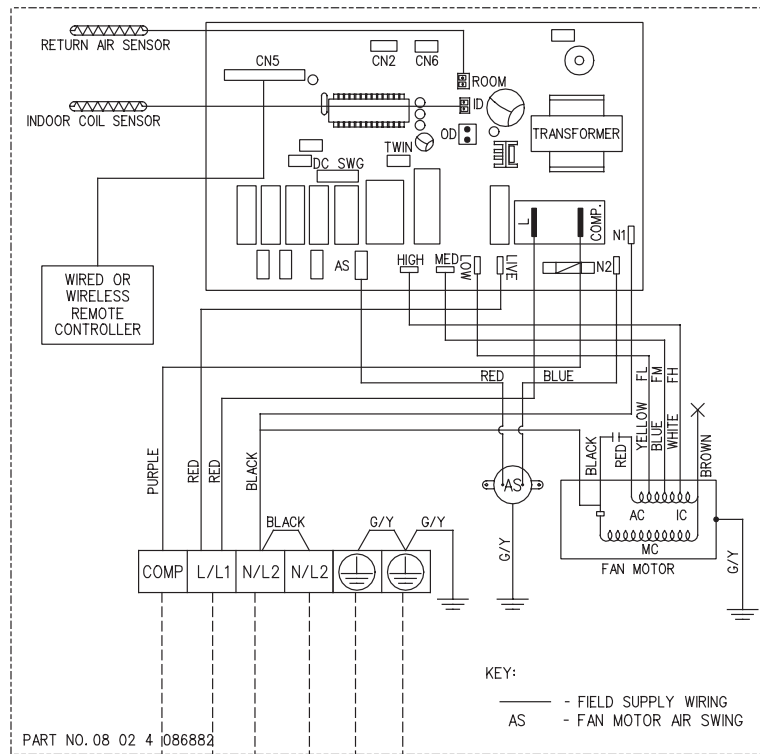 RETURN AIR SENSOR
CN5
CN2
CN6
ROOM
INDOOR COIL SENSOR
ID
OD
TRANSFORMER
TWIN
DC SWG
L
COMP.
N1
AS
HIGH
MED
LOW
LIVE
N2
WIRED OR
WIRELESS
REMOTE
CONTROLLER
RED
BLUE
FL
FM
FH
YELLOW
BLUE
WHITE
BLACK
RED
BROWN
PURPLE
RED
RED
BLACK
AS
AC
IC
MC
FAN MOTOR
BLACK
G/Y
G/Y
G/Y
G/Y
COMP
L/L1
N/L2
N/L2
KEY:
- FIELD SUPPLY WIRING
AS - FAN MOTOR AIR SWING
PART NO. 08 02 4 086882